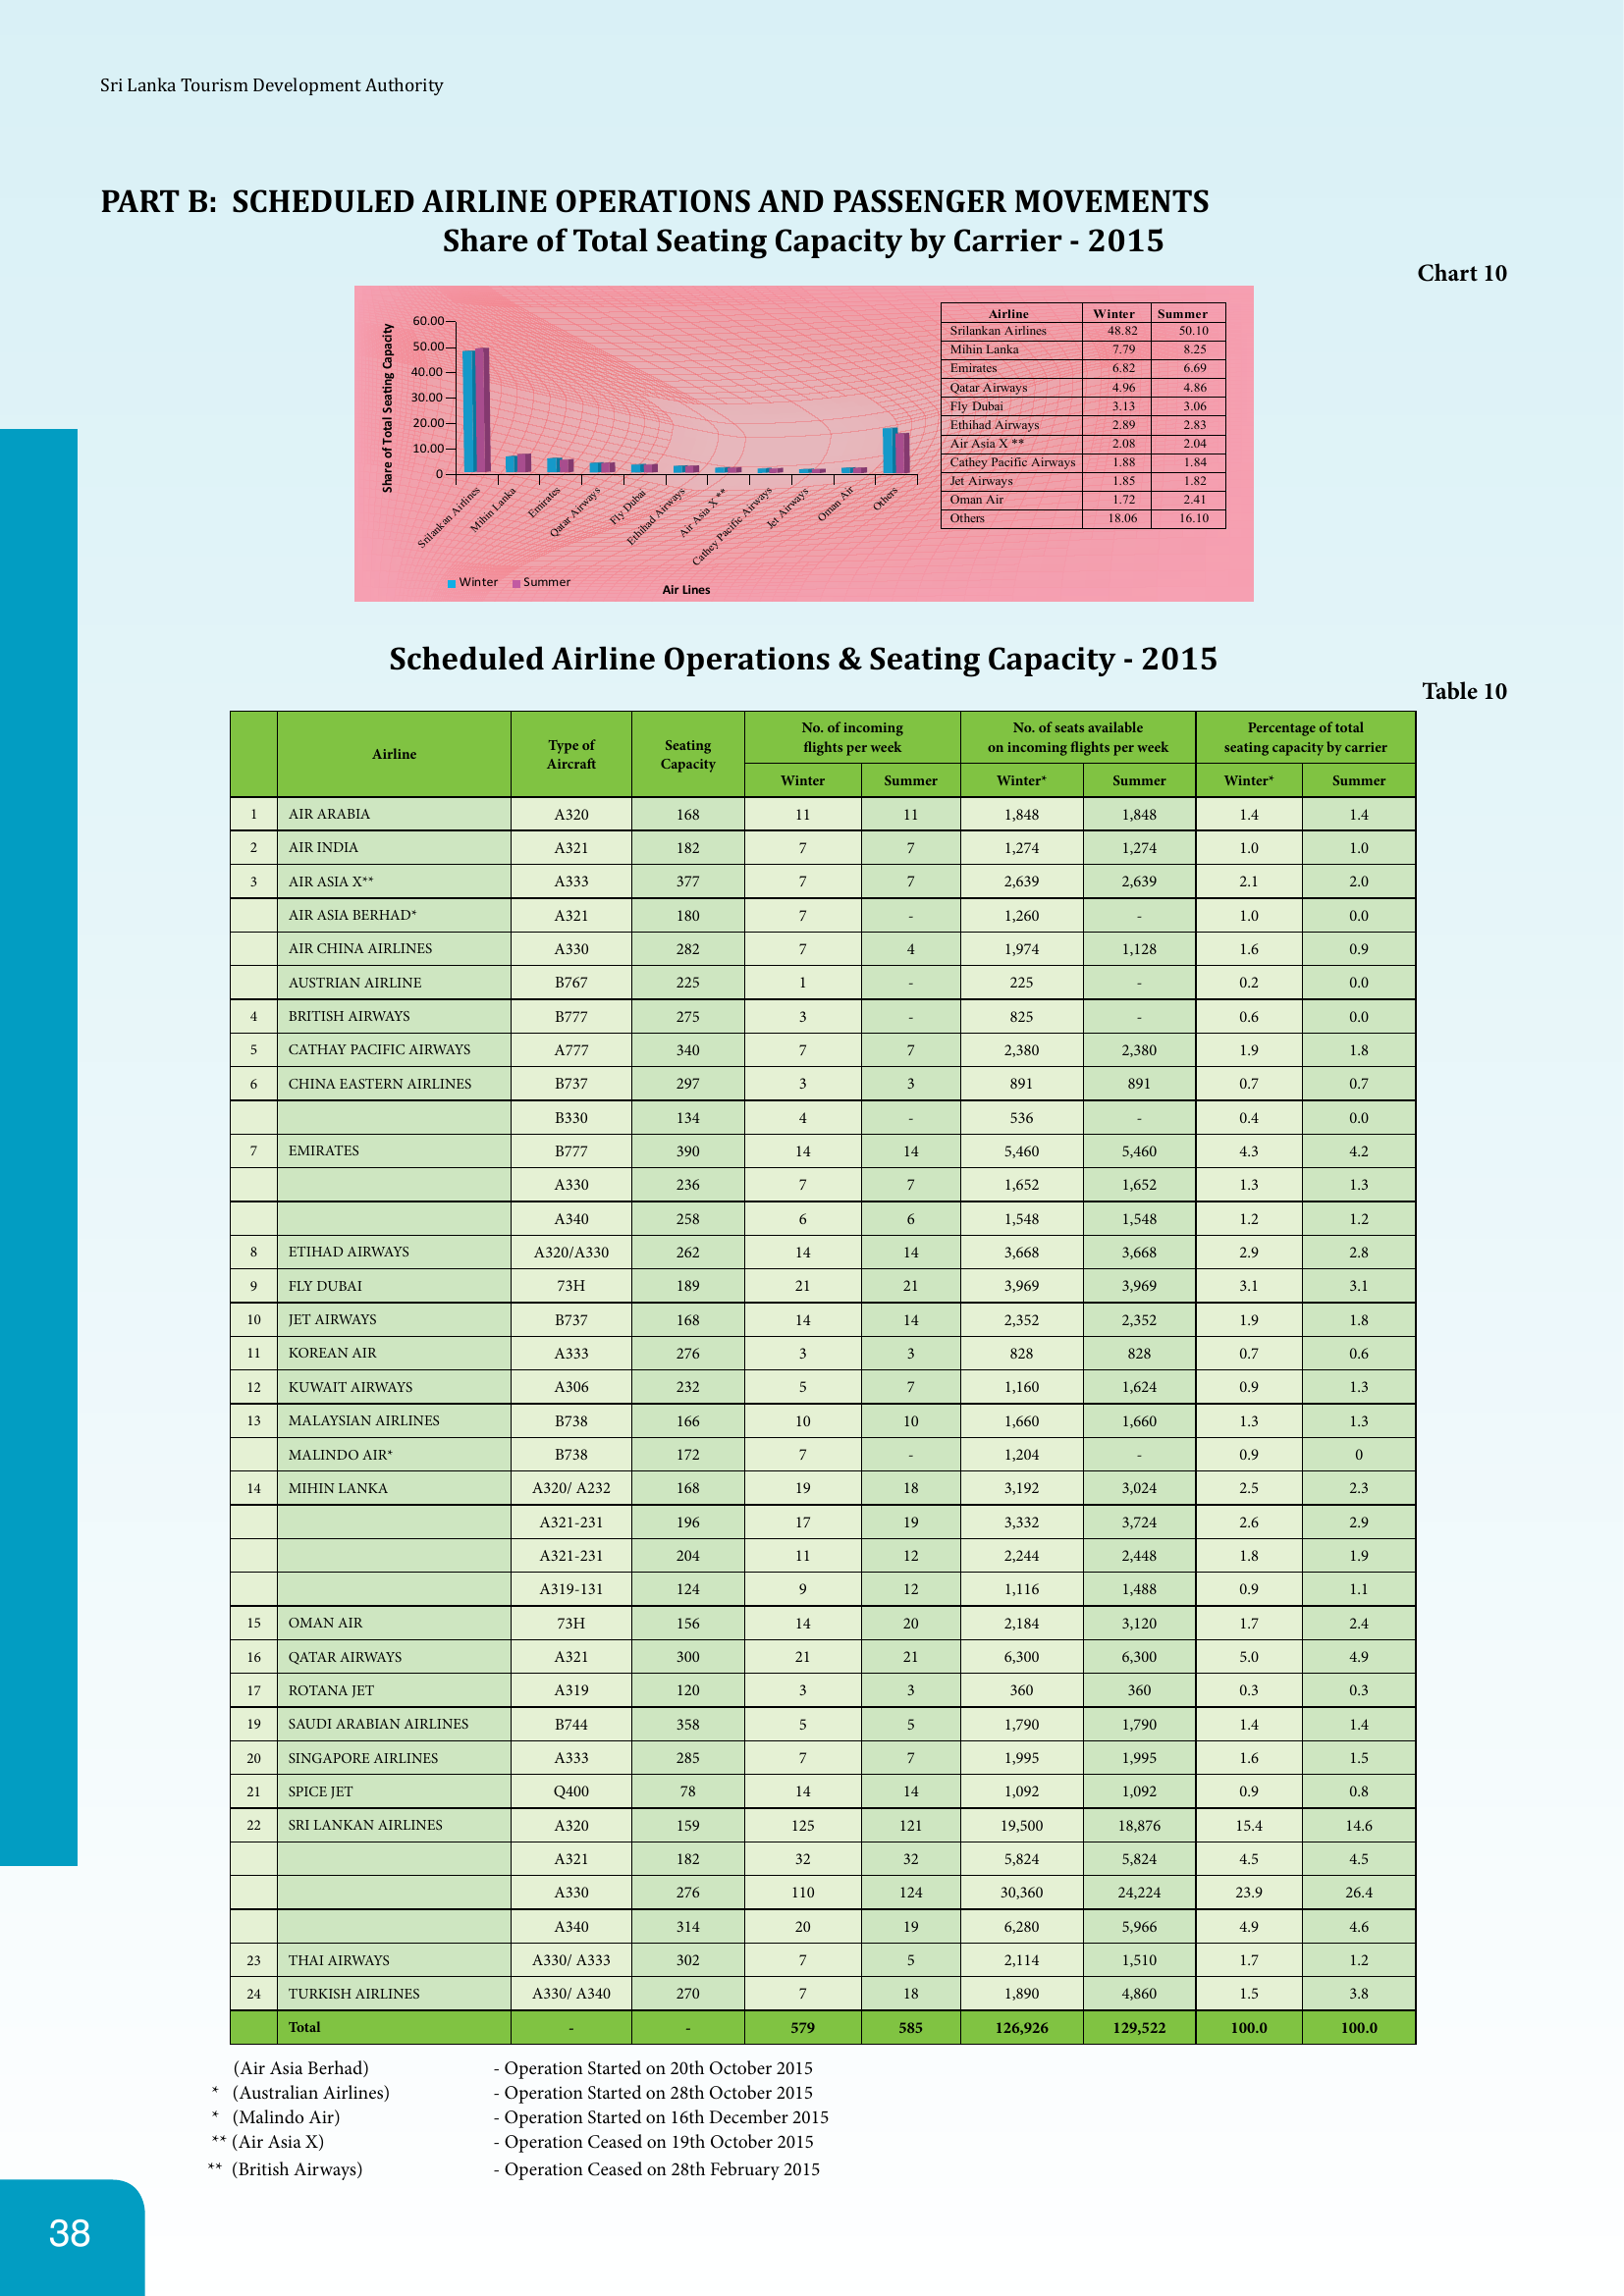 Sri Lanka Tourism Development Authority
PART B: SCHEDULED AIRLINE OPERATIONS AND PASSENGER MOVEMENTS
Share of Total Seating Capacity by Carrier - 2015
Chart 10
Share of Total Seating Capacity
60.00
50.00
40.00
30.00
20.00
10.00
0
Srilankan Airlines
Mihin Lanka
Emirates
Qatar Airways
Fly Dubai
Ethihad Airways
Air Asia X **
Cathey Pacific Airways
Jet Airways
Oman Air
Others
Winter Summer
Air Lines
Airline Winter Summer
Srilankan Airlines 48.82 50.10
Mihin Lanka 7.79 8.25
Emirates 6.82 6.69
Qatar Airways 4.96 4.86
Fly Dubai 3.13 3.06
Ethihad Airways 2.89 2.83
Air Asia X ** 2.08 2.04
Cathey Pacific Airways 1.88 1.84
Jet Airways 1.85 1.82
Oman Air 1.72 2.41
Others 18.06 16.10
Scheduled Airline Operations & Seating Capacity - 2015
Table 10
Airline Type of Aircraft Seating Capacity No. of incoming flights per week No. of seats available on incoming flights per week Percentage of total seating capacity by carrier
Winter Summer Winter* Summer Winter* Summer
1 AIR ARABIA A320 168 11 11 1,848 1,848 1.4 1.4
2 AIR INDIA A321 182 7 7 1,274 1,274 1.0 1.0
3 AIR ASIA X** A333 377 7 7 2,639 2,639 2.1 2.0
AIR ASIA BERHAD* A321 180 7 - 1,260 - 1.0 0.0
AIR CHINA AIRLINES A330 282 7 4 1,974 1,128 1.6 0.9
AUSTRIAN AIRLINE B767 225 1 - 225 - 0.2 0.0
4 BRITISH AIRWAYS B777 275 3 - 825 - 0.6 0.0
5 CATHAY PACIFIC AIRWAYS A777 340 7 7 2,380 2,380 1.9 1.8
6 CHINA EASTERN AIRLINES B737 297 3 3 891 891 0.7 0.7
B330 134 4 - 536 - 0.4 0.0
7 EMIRATES B777 390 14 14 5,460 5,460 4.3 4.2
A330 236 7 7 1,652 1,652 1.3 1.3
A340 258 6 6 1,548 1,548 1.2 1.2
8 ETIHAD AIRWAYS A320/A330 262 14 14 3,668 3,668 2.9 2.8
9 FLY DUBAI 73H 189 21 21 3,969 3,969 3.1 3.1
10 JET AIRWAYS B737 168 14 14 2,352 2,352 1.9 1.8
11 KOREAN AIR A333 276 3 3 828 828 0.7 0.6
12 KUWAIT AIRWAYS A306 232 5 7 1,160 1,624 0.9 1.3
13 MALAYSIAN AIRLINES B738 166 10 10 1,660 1,660 1.3 1.3
MALINDO AIR* B738 172 7 - 1,204 - 0.9 0
14 MIHIN LANKA A320/ A232 168 19 18 3,192 3,024 2.5 2.3
A321-231 196 17 19 3,332 3,724 2.6 2.9
A321-231 204 11 12 2,244 2,448 1.8 1.9
A319-131 124 9 12 1,116 1,488 0.9 1.1
15 OMAN AIR 73H 156 14 20 2,184 3,120 1.7 2.4
16 QATAR AIRWAYS A321 300 21 21 6,300 6,300 5.0 4.9
17 ROTANA JET A319 120 3 3 360 360 0.3 0.3
19 SAUDI ARABIAN AIRLINES B744 358 5 5 1,790 1,790 1.4 1.4
20 SINGAPORE AIRLINES A333 285 7 7 1,995 1,995 1.6 1.5
21 SPICE JET Q400 78 14 14 1,092 1,092 0.9 0.8
22 SRI LANKAN AIRLINES A320 159 125 121 19,500 18,876 15.4 14.6
A321 182 32 32 5,824 5,824 4.5 4.5
A330 276 110 124 30,360 24,224 23.9 26.4
A340 314 20 19 6,280 5,966 4.9 4.6
23 THAI AIRWAYS A330/ A333 302 7 5 2,114 1,510 1.7 1.2
24 TURKISH AIRLINES A330/ A340 270 7 18 1,890 4,860 1.5 3.8
Total - - 579 585 126,926 129,522 100.0 100.0
(Air Asia Berhad) - Operation Started on 20th October 2015
* (Australian Airlines) - Operation Started on 28th October 2015
* (Malindo Air) - Operation Started on 16th December 2015
** (Air Asia X) - Operation Ceased on 19th October 2015
** (British Airways) - Operation Ceased on 28th February 2015
38